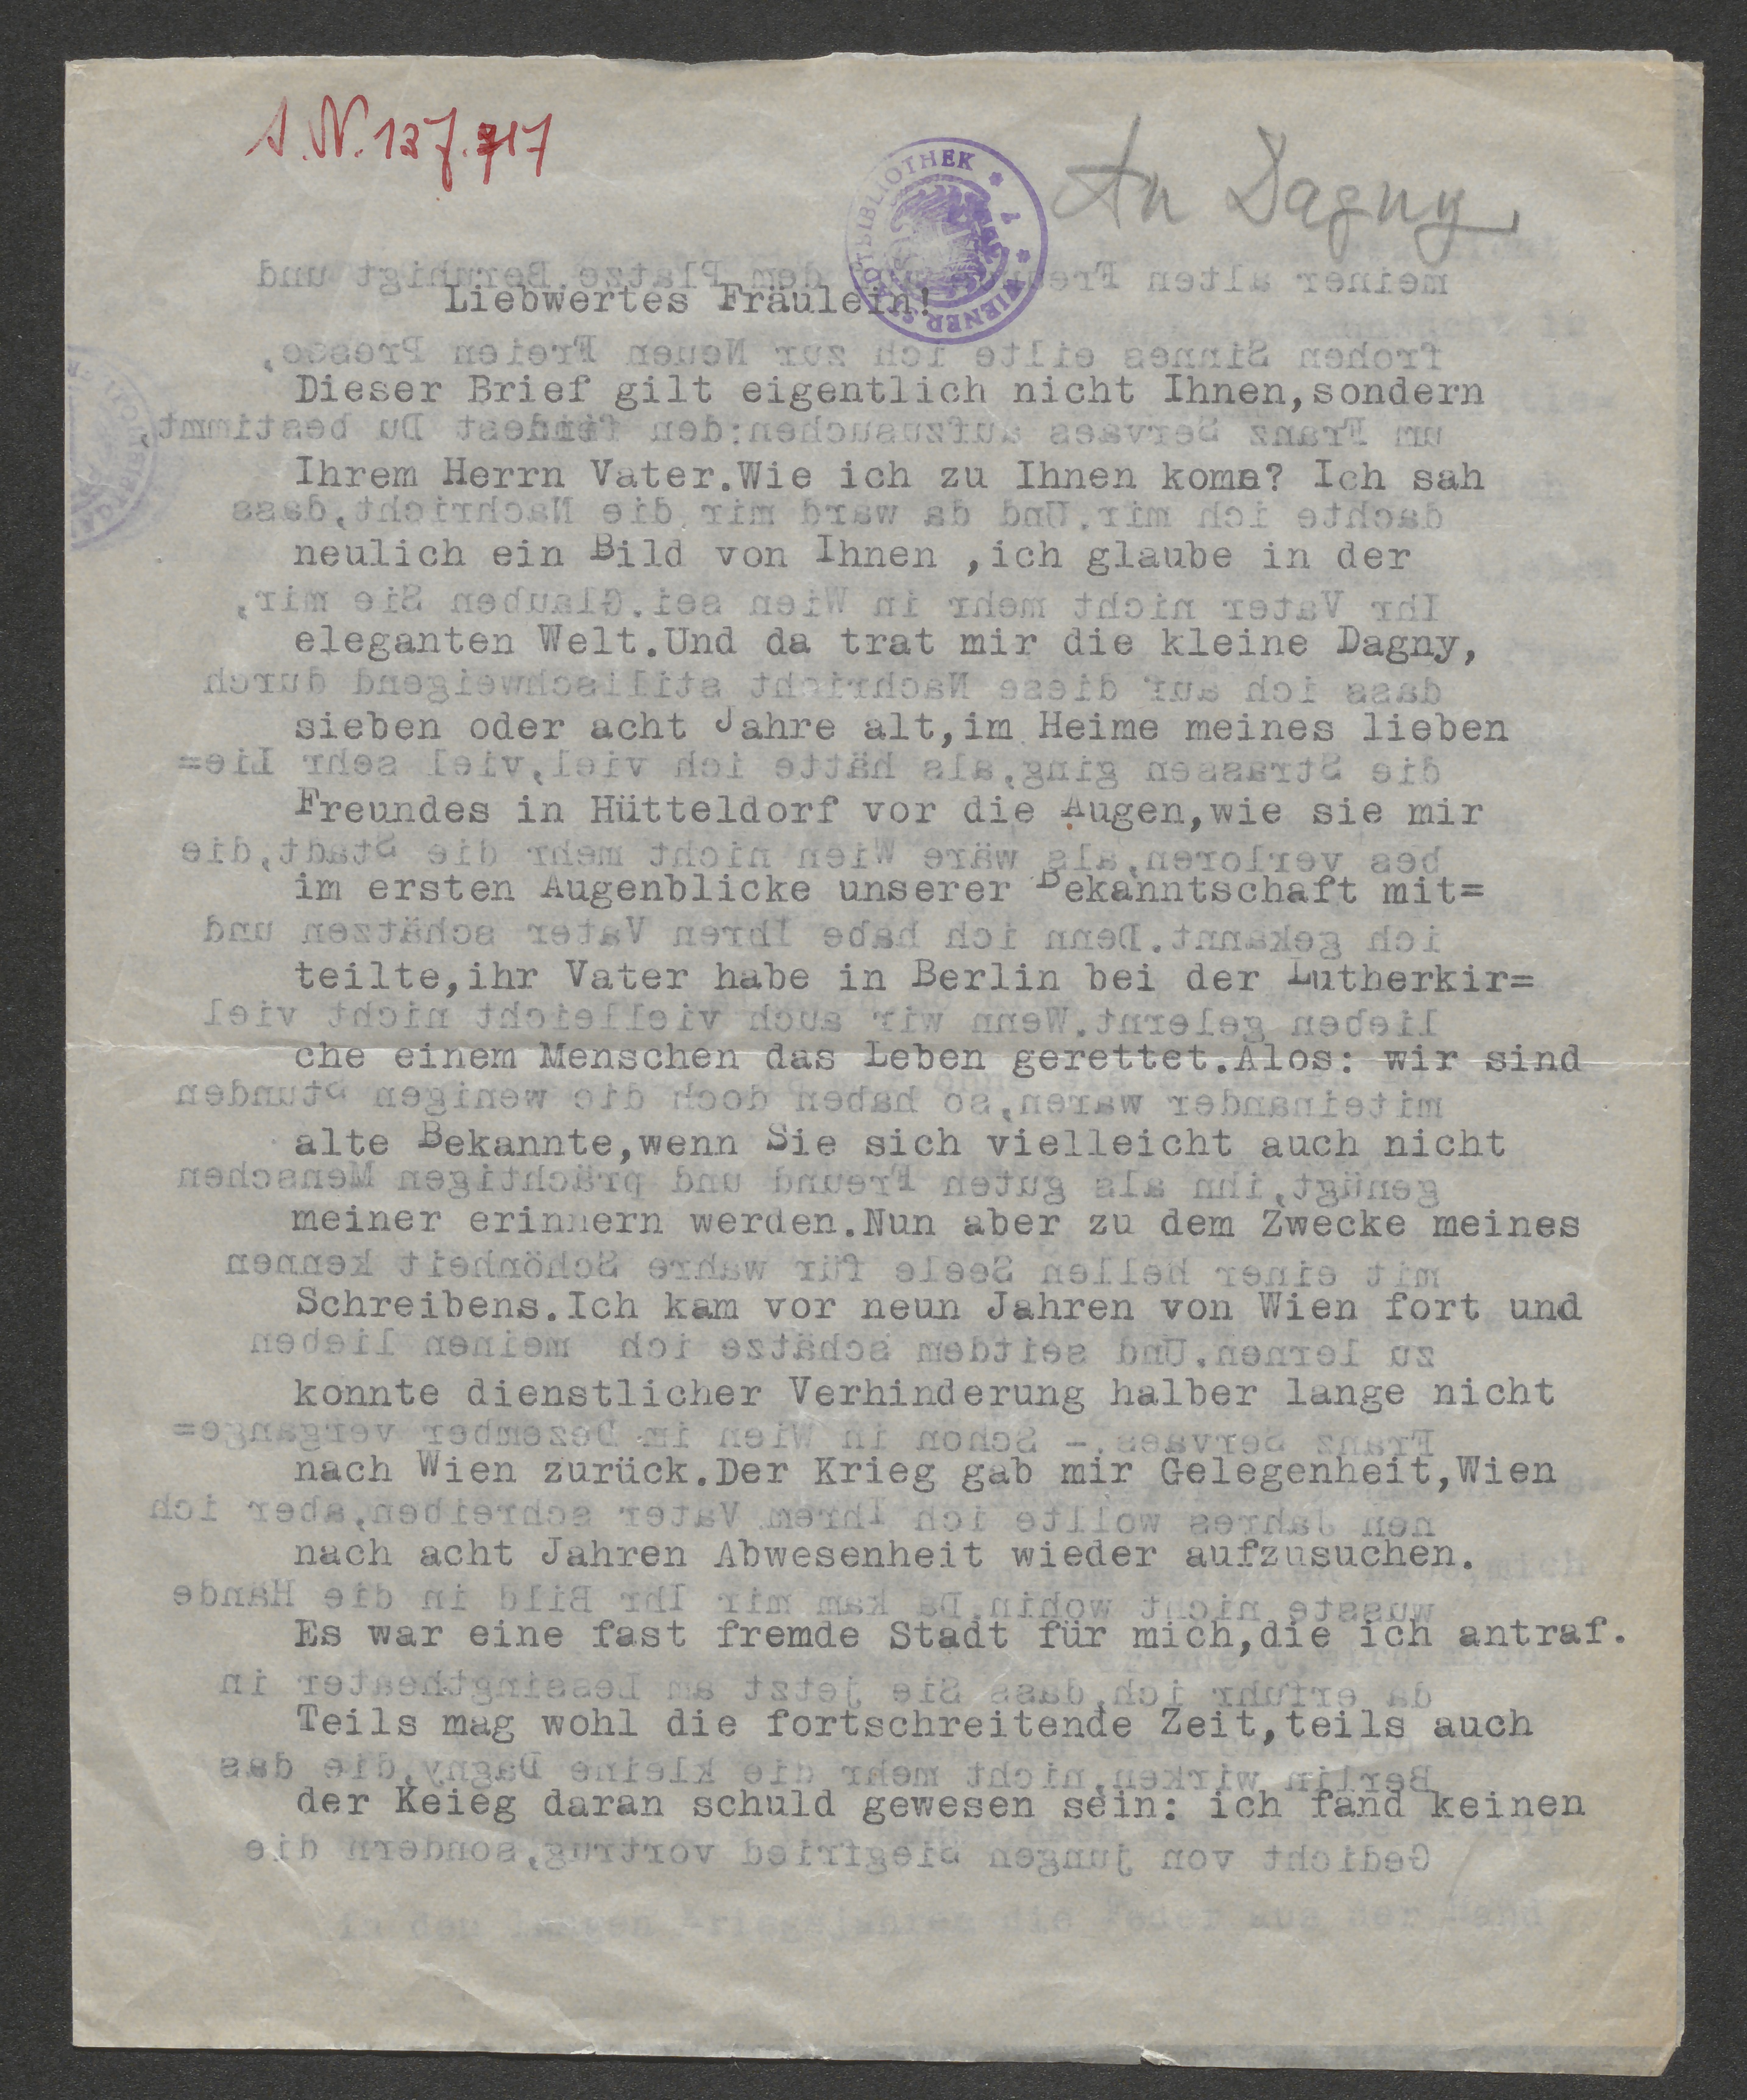 S.N.137.717
WIENER STADTBIBLIOTHEK
An Dagny
Liebwertes Fräulein!
Dieser Brief gilt eigentlich nicht Ihnen,sondern
Ihrem Herrn Vater.Wie ich zu Ihnen komme? Ich sah
neulich ein Bild von Ihnen ,ich glaube in der
eleganten Welt.Und da trat mir die kleine Dagny,
sieben oder acht Jahre alt,im Heime meines lieben
Freundes in Hütteldorf vor die Augen,wie sie mir
im ersten Augenblicke unserer Bekanntschaft mit=
teilte,ihr Vater habe in Berlin bei der Lutherkir=
che einem Menschen das Leben gerettet.Alos: wir sind
alte Bekannte,wenn Sie sich vielleicht auch nicht
meiner erinnern werden.Nun aber zu dem Zwecke meines
Schreibens.Ich kam vor neun Jahren von Wien fort und
konnte dienstlicher Verhinderung halber lange nicht
nach Wien zurück.Der Krieg gab mir Gelegenheit,Wien
nach acht Jahren Abwesenheit wieder aufzusuchen.
Es war eine fast fremde Stadt für mich,die ich antraf.
Teils mag wohl die fortschreitende Zeit,teils auch
der Keieg daran schuld gewesen sein: ich fand keinen